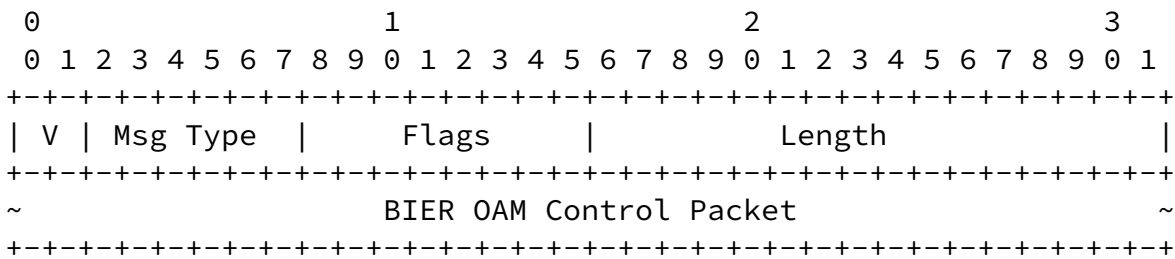 0                   1                   2                   3
 0 1 2 3 4 5 6 7 8 9 0 1 2 3 4 5 6 7 8 9 0 1 2 3 4 5 6 7 8 9 0 1
+-+-+-+-+-+-+-+-+-+-+-+-+-+-+-+-+-+-+-+-+-+-+-+-+-+-+-+-+-+-+-+-+
| V | Msg Type  |     Flags     |          Length               |
+-+-+-+-+-+-+-+-+-+-+-+-+-+-+-+-+-+-+-+-+-+-+-+-+-+-+-+-+-+-+-+-+
~                    BIER OAM Control Packet                    ~
+-+-+-+-+-+-+-+-+-+-+-+-+-+-+-+-+-+-+-+-+-+-+-+-+-+-+-+-+-+-+-+-+